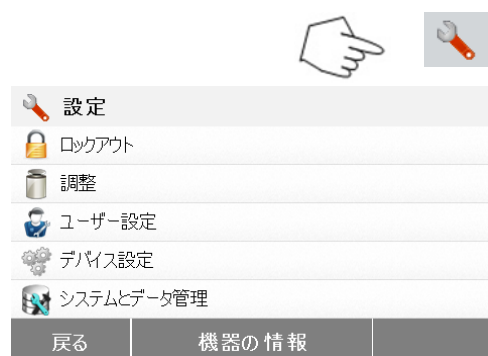 設定
ロックアウト
調整
ユーザー設定
デバイス設定
システムとデータ管理
戻る 機器の情報